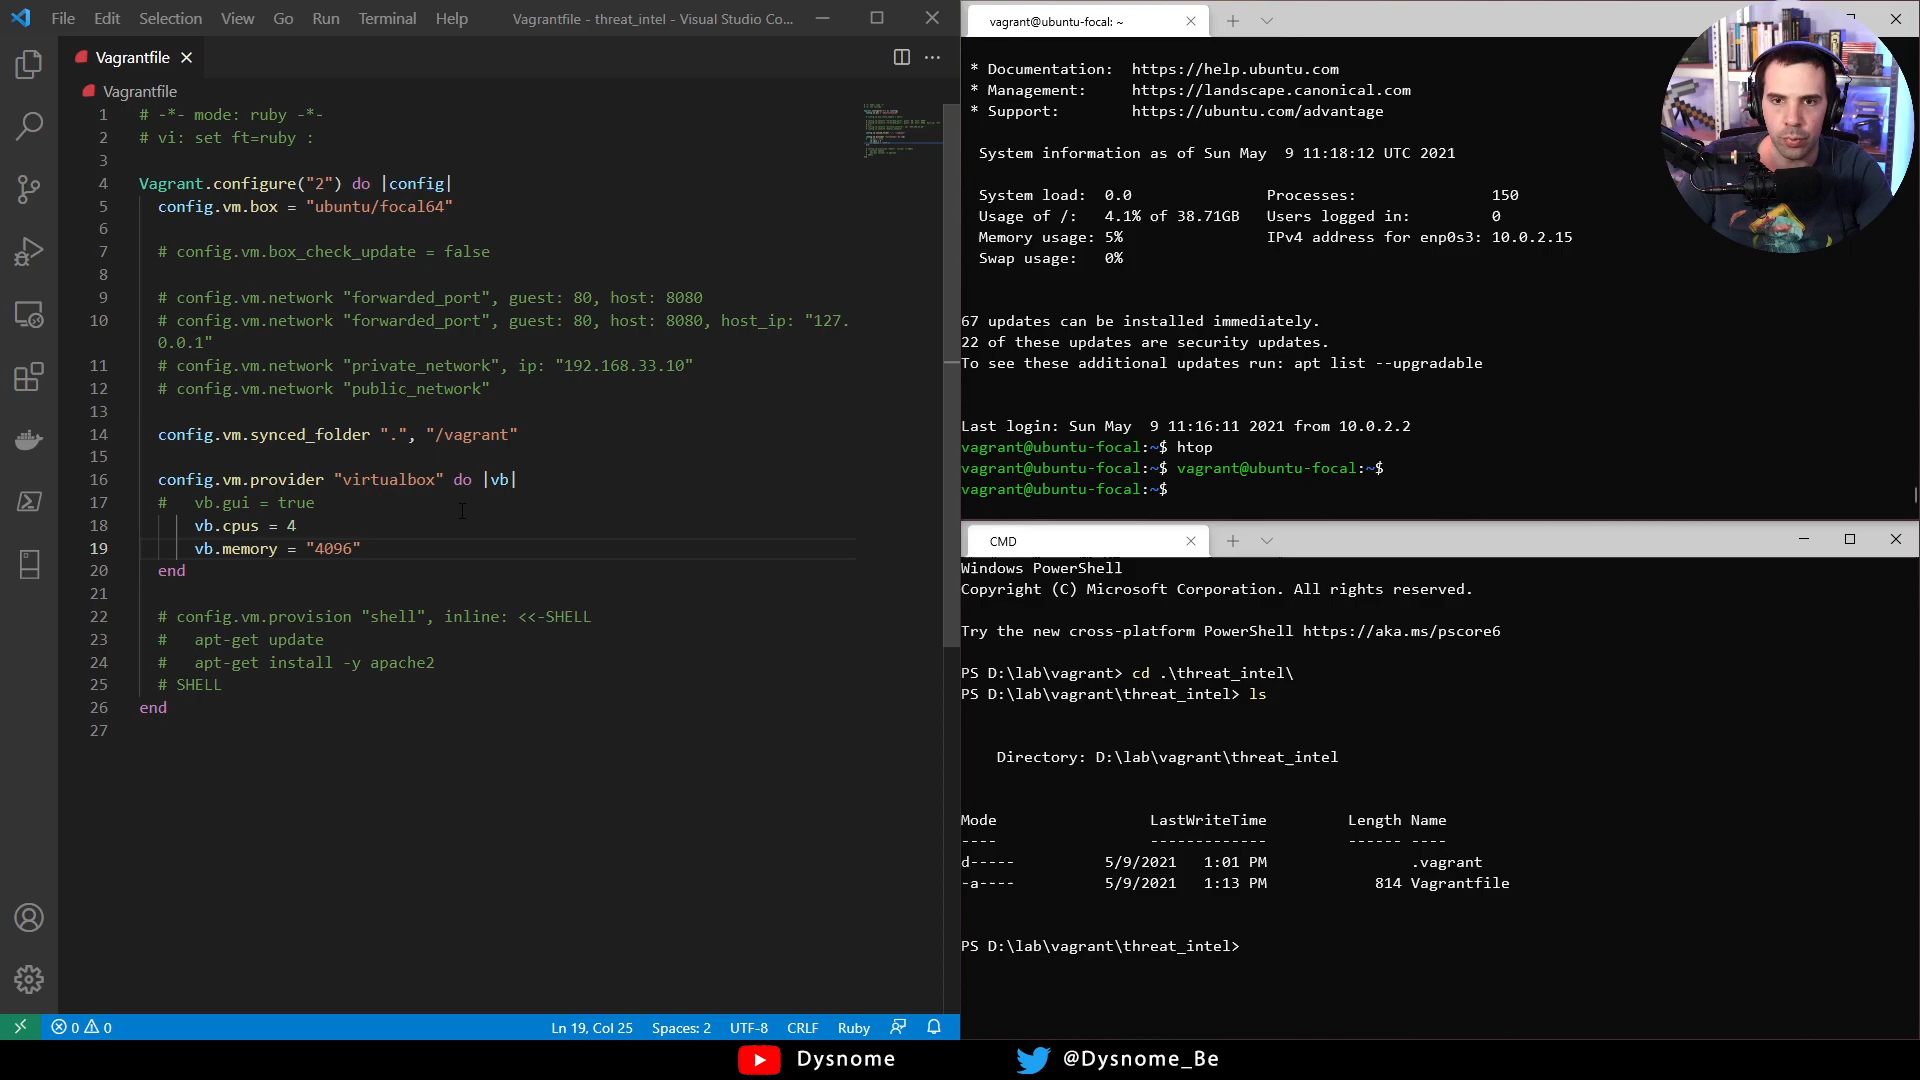 File Edit Selection View Go Run Terminal Help
Vagrantfile - threat_intel - Visual Studio Co...
Vagrantfile
Vagrantfile
1 # -*- mode: ruby -*-
2 # vi: set ft=ruby :
3
4 Vagrant.configure("2") do |config|
5 config.vm.box = "ubuntu/focal64"
6
7 # config.vm.box_check_update = false
8
9 # config.vm.network "forwarded_port", guest: 80, host: 8080
10 # config.vm.network "forwarded_port", guest: 80, host: 8080, host_ip: "127.
0.0.1"
11 # config.vm.network "private_network", ip: "192.168.33.10"
12 # config.vm.network "public_network"
13
14 config.vm.synced_folder ".", "/vagrant"
15
16 config.vm.provider "virtualbox" do |vb|
17 # vb.gui = true
18 vb.cpus = 4
19 vb.memory = "4096"
20 end
21
22 # config.vm.provision "shell", inline: <<-SHELL
23 # apt-get update
24 # apt-get install -y apache2
25 # SHELL
26 end
27
0 0
Ln 19, Col 25 Spaces: 2 UTF-8 CRLF Ruby
vagrant@ubuntu-focal: ~
* Documentation: https://help.ubuntu.com
* Management: https://landscape.canonical.com
* Support: https://ubuntu.com/advantage
System information as of Sun May 9 11:18:12 UTC 2021
System load: 0.0 Processes: 150
Usage of /: 4.1% of 38.71GB Users logged in: 0
Memory usage: 5% IPv4 address for enp0s3: 10.0.2.15
Swap usage: 0%
67 updates can be installed immediately.
22 of these updates are security updates.
To see these additional updates run: apt list --upgradable
Last login: Sun May 9 11:16:11 2021 from 10.0.2.2
vagrant@ubuntu-focal:~$ htop
vagrant@ubuntu-focal:~$ vagrant@ubuntu-focal:~$
vagrant@ubuntu-focal:~$
CMD
Windows PowerShell
Copyright (C) Microsoft Corporation. All rights reserved.
Try the new cross-platform PowerShell https://aka.ms/pscore6
PS D:\lab\vagrant> cd .\threat_intel\
PS D:\lab\vagrant\threat_intel> ls
Directory: D:\lab\vagrant\threat_intel
Mode LastWriteTime Length Name
---- ------------- ------ ----
d----- 5/9/2021 1:01 PM .vagrant
-a---- 5/9/2021 1:13 PM 814 Vagrantfile
PS D:\lab\vagrant\threat_intel>
Dysnome @Dysnome_Be